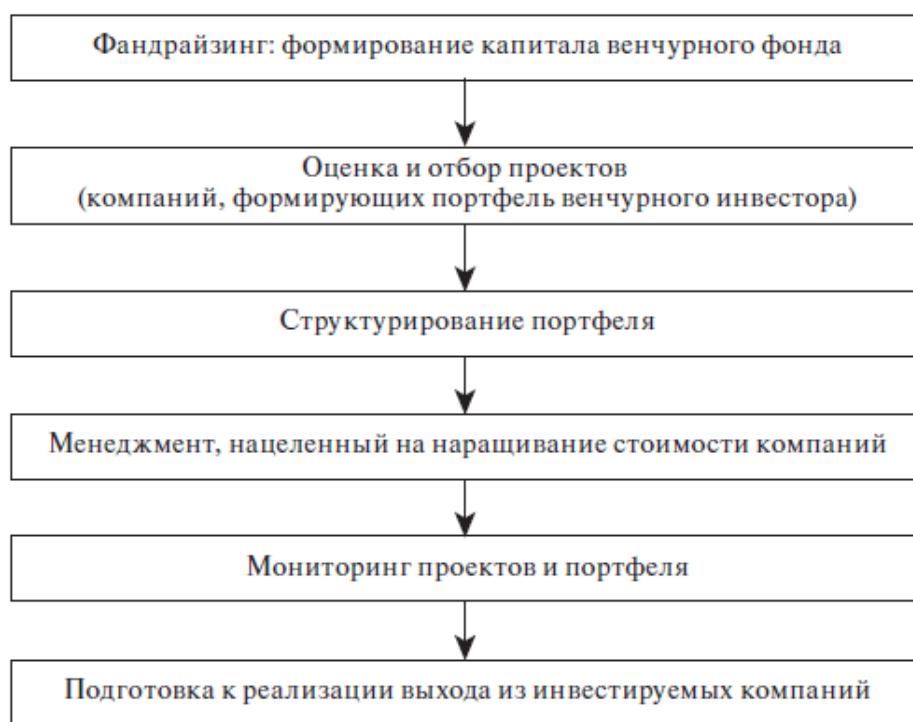 Фандрайзинг: формирование капитала венчурного фонда
Оценка и отбор проектов
(компаний, формирующих портфель венчурного инвестора)
Структурирование портфеля
Менеджмент, нацеленный на наращивание стоимости компаний
Мониторинг проектов и портфеля
Подготовка к реализации выхода из инвестируемых компаний